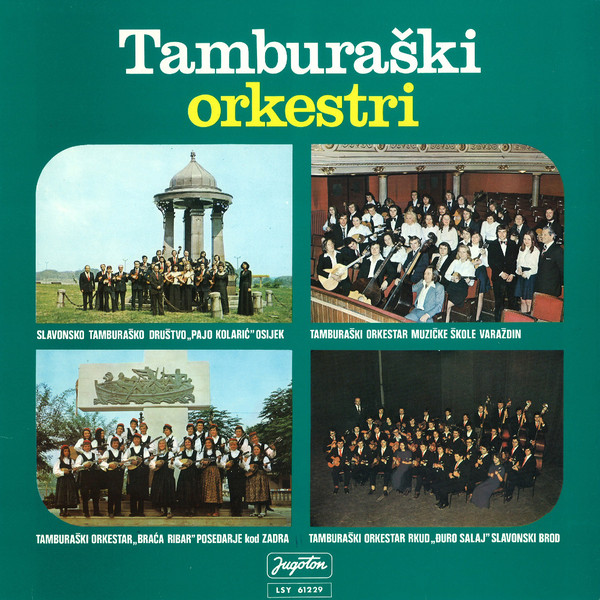 Tamburaški
orkestri
SLAVONSKO TAMBURAŠKO DRUŠTVO „PAJO KOLARIĆ” OSIJEK
TAMBURAŠKI ORKESTAR MUZIČKE ŠKOLE VARAŽDIN
TAMBURAŠKI ORKESTAR „BRAĆA RIBAR” POSEDARJE kod ZADRA
TAMBURAŠKI ORKESTAR RKUD „ĐURO SALAJ” SLAVONSKI BROD
Jugoton
LSY 61229